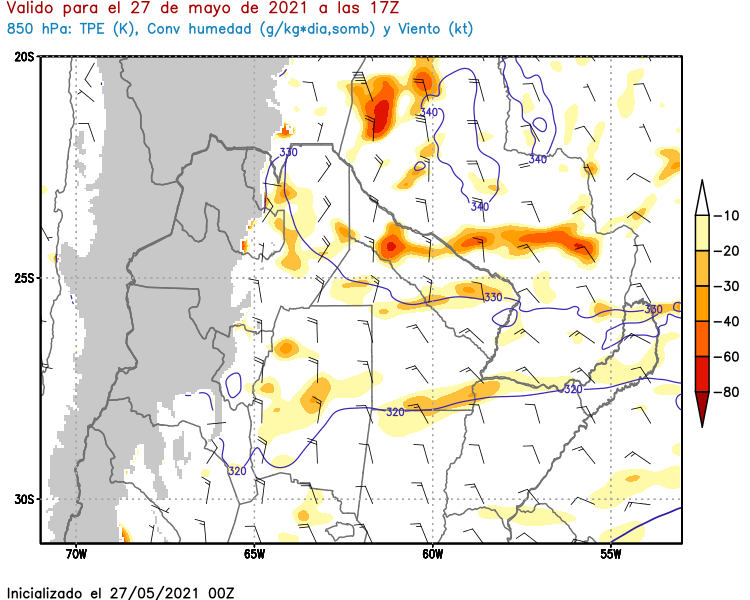 Valido para el 27 de mayo de 2021 a las 17Z
850 hPa: TPE (K), Conv humedad (g/kg*dia,somb) y Viento (kt)
20S
340
330
340
340
-10
-20
25S
-30
330
330
-40
-60
320
-80
320
320
30S
70W
65W
60W
55W
Inicializado el 27/05/2021 00Z